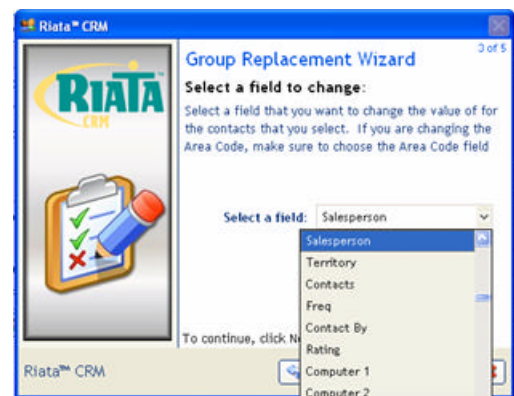 Riata™ CRM
Group Replacement Wizard
3 of 5
RIATA
CRM
Select a field to change:
Select a field that you want to change the value of for
the contacts that you select. If you are changing the
Area Code, make sure to choose the Area Code field
Select a field: Salesperson
Salesperson
Territory
Contacts
Freq
Contact By
Rating
Computer 1
Computer 2
To continue, click
Riata™ CRM